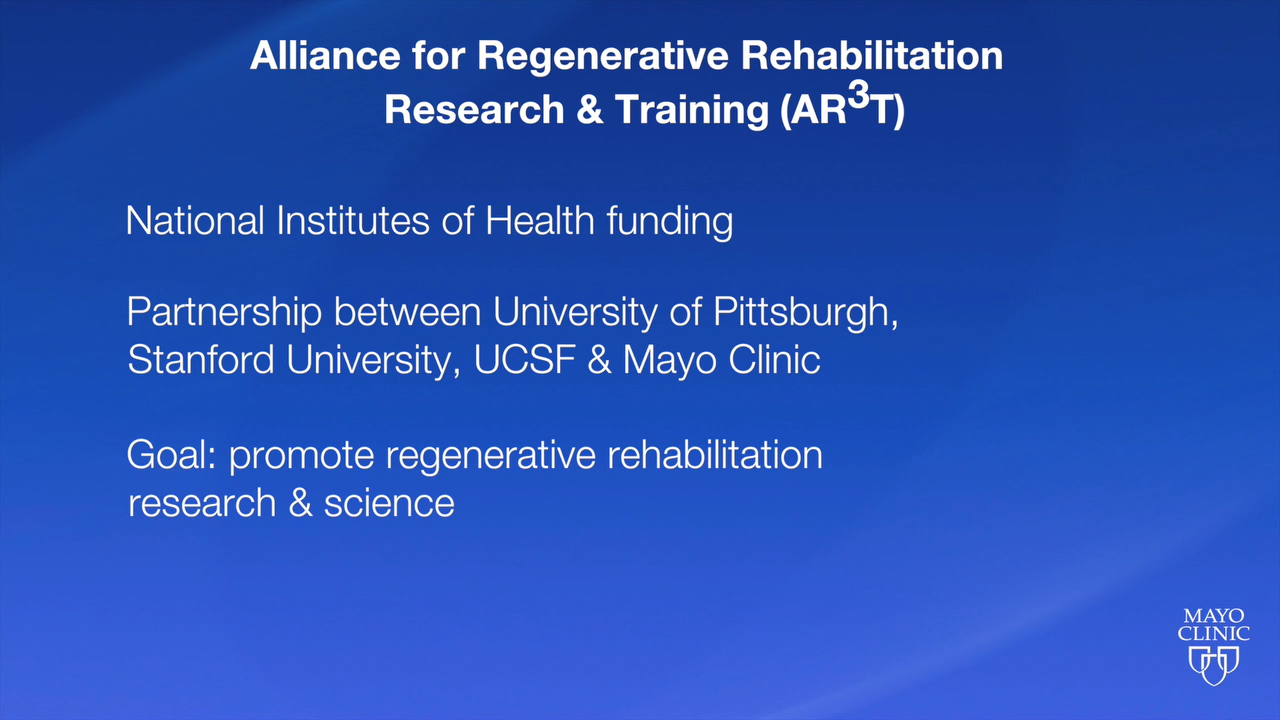 Alliance for Regenerative Rehabilitation
Research & Training (AR³T)
National Institutes of Health funding
Partnership between University of Pittsburgh,
Stanford University, UCSF & Mayo Clinic
Goal: promote regenerative rehabilitation
research & science
MAYO
CLINIC